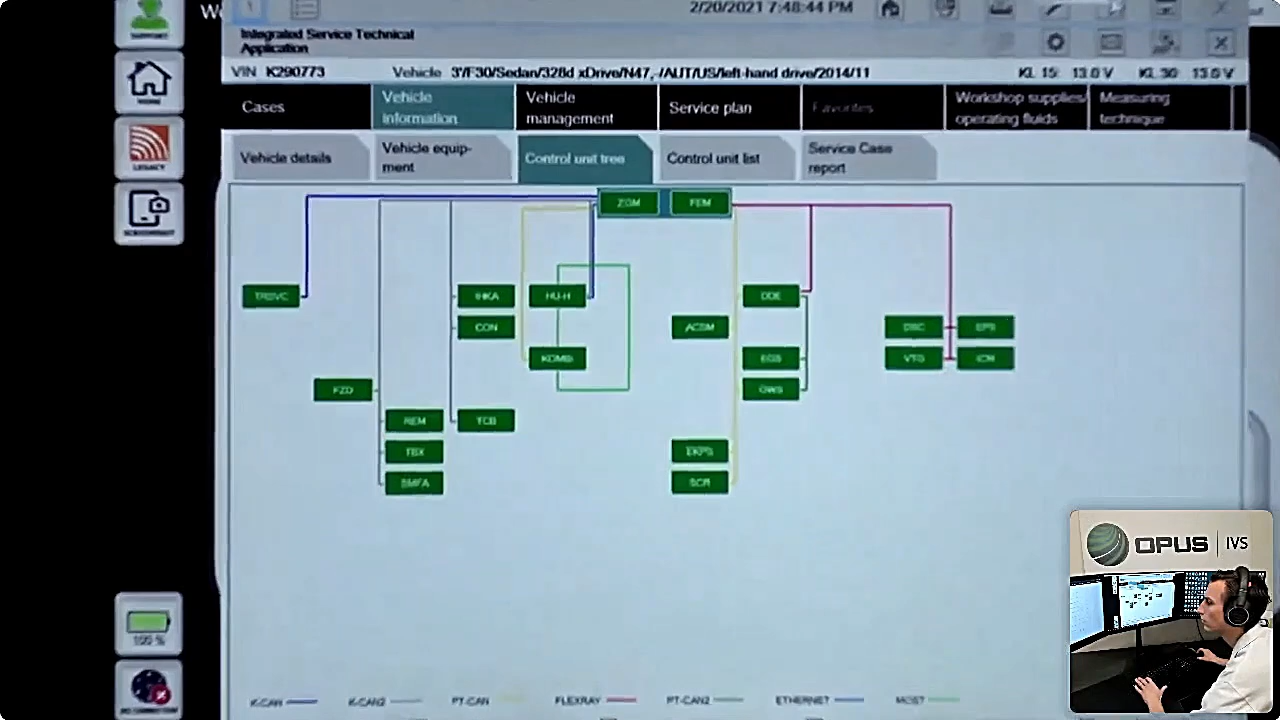 2/20/2021 7:48:44 PM
Integrated Service Technical
Application
VIN K290773 Vehicle 3'/F30/Sedan/328d xDrive/N47, -/AUT/US/left-hand drive/2014/11 KL 15: 13.0 V KL 30: 13.0 V
Cases
Vehicle
information
Vehicle
management
Service plan
Favorites
Workshop supplies/
operating fluids
Measuring
technique
Vehicle details
Vehicle equip-
ment
Control unit tree
Control unit list
Service Case
report
SUPPORT
HOME
LEGACY
SCREENSHOT
ZGM FEM
TRSVC
IHKA
HU-H
DDE
CON
ACSM
DSC
EPS
KOMBI
EGS
VTG
ICM
FZD
GWS
REM
TCB
TBX
EKPS
SMFA
SCR
K-CAN
K-CAN2
PT-CAN
FLEXRAY
PT-CAN2
ETHERNET
MOST
100 %
OPUS | IVS